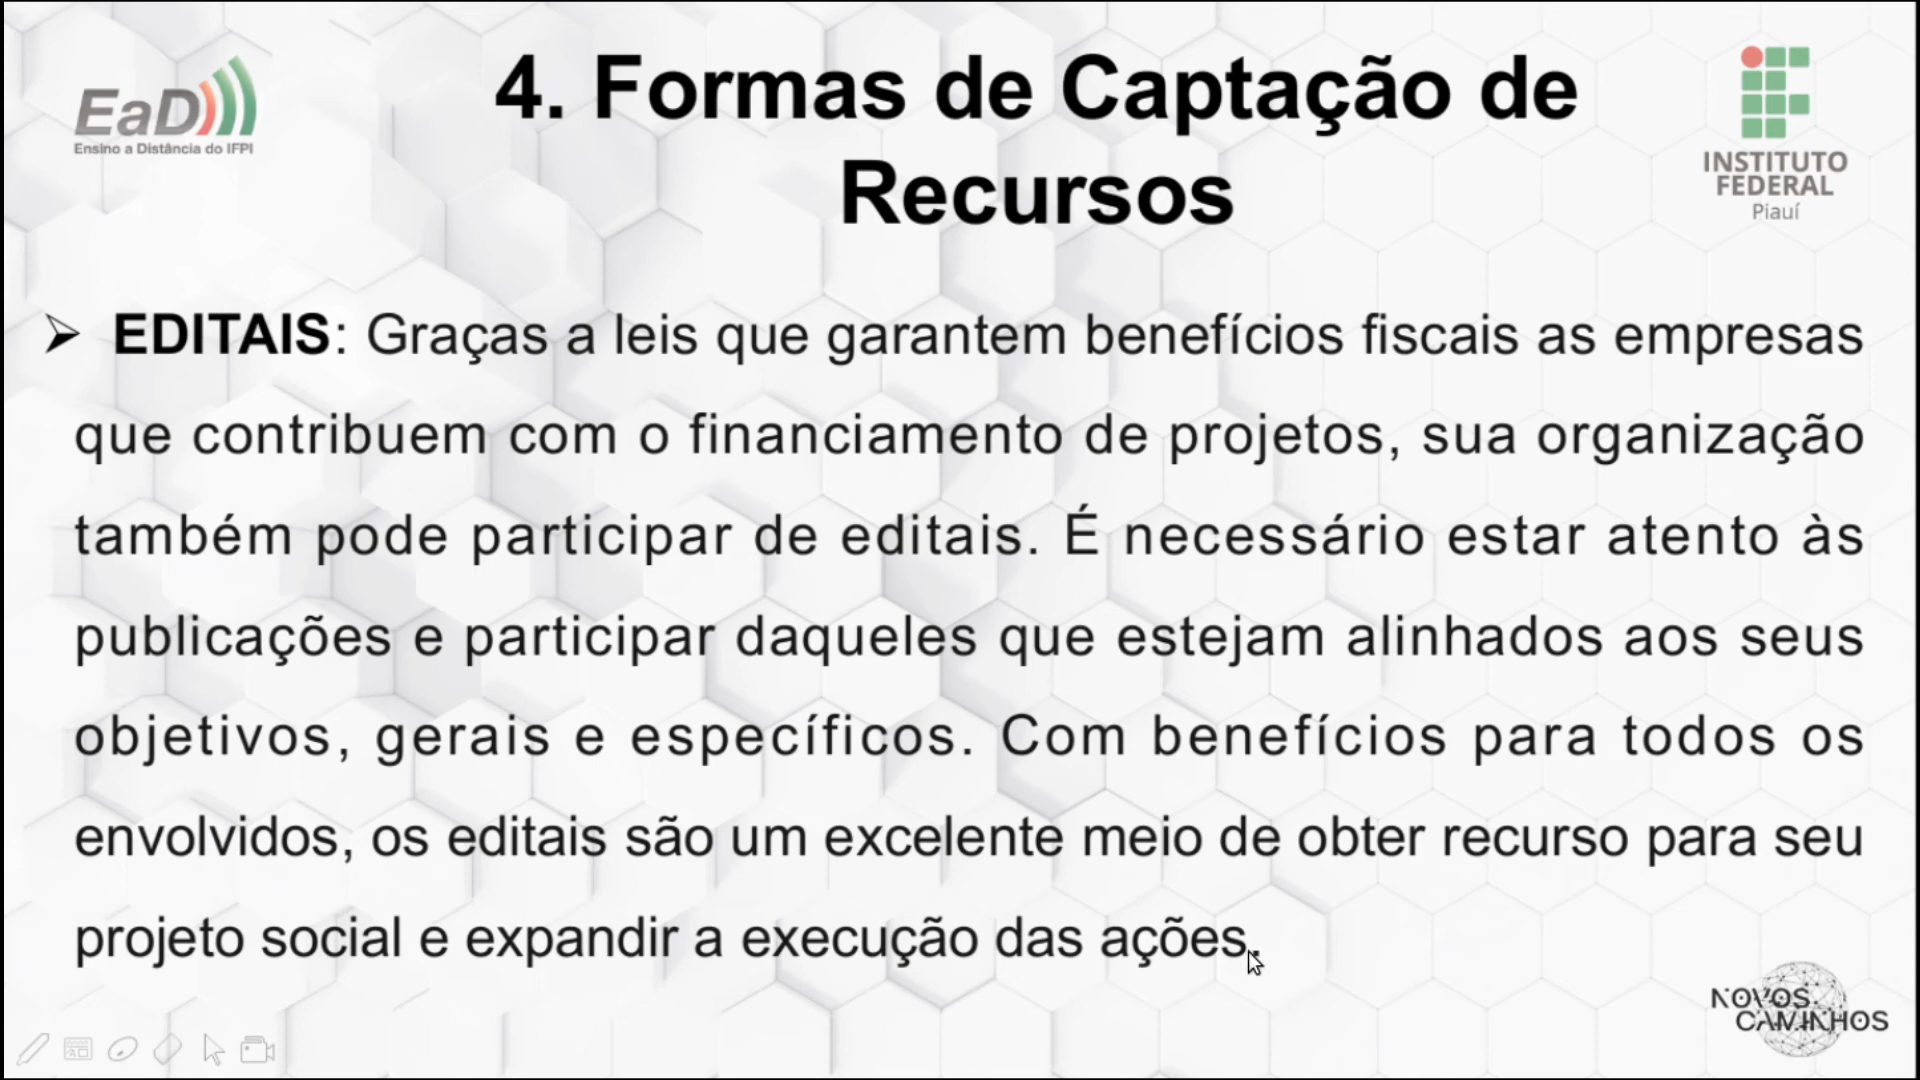 EaD
Ensino a Distância do IFPI
4. Formas de Captação de
Recursos
INSTITUTO
FEDERAL
Piauí
➢ EDITAIS: Graças a leis que garantem benefícios fiscais as empresas
que contribuem com o financiamento de projetos, sua organização
também pode participar de editais. É necessário estar atento às
publicações e participar daqueles que estejam alinhados aos seus
objetivos, gerais e específicos. Com benefícios para todos os
envolvidos, os editais são um excelente meio de obter recurso para seu
projeto social e expandir a execução das ações.
NOVOS
CAMINHOS